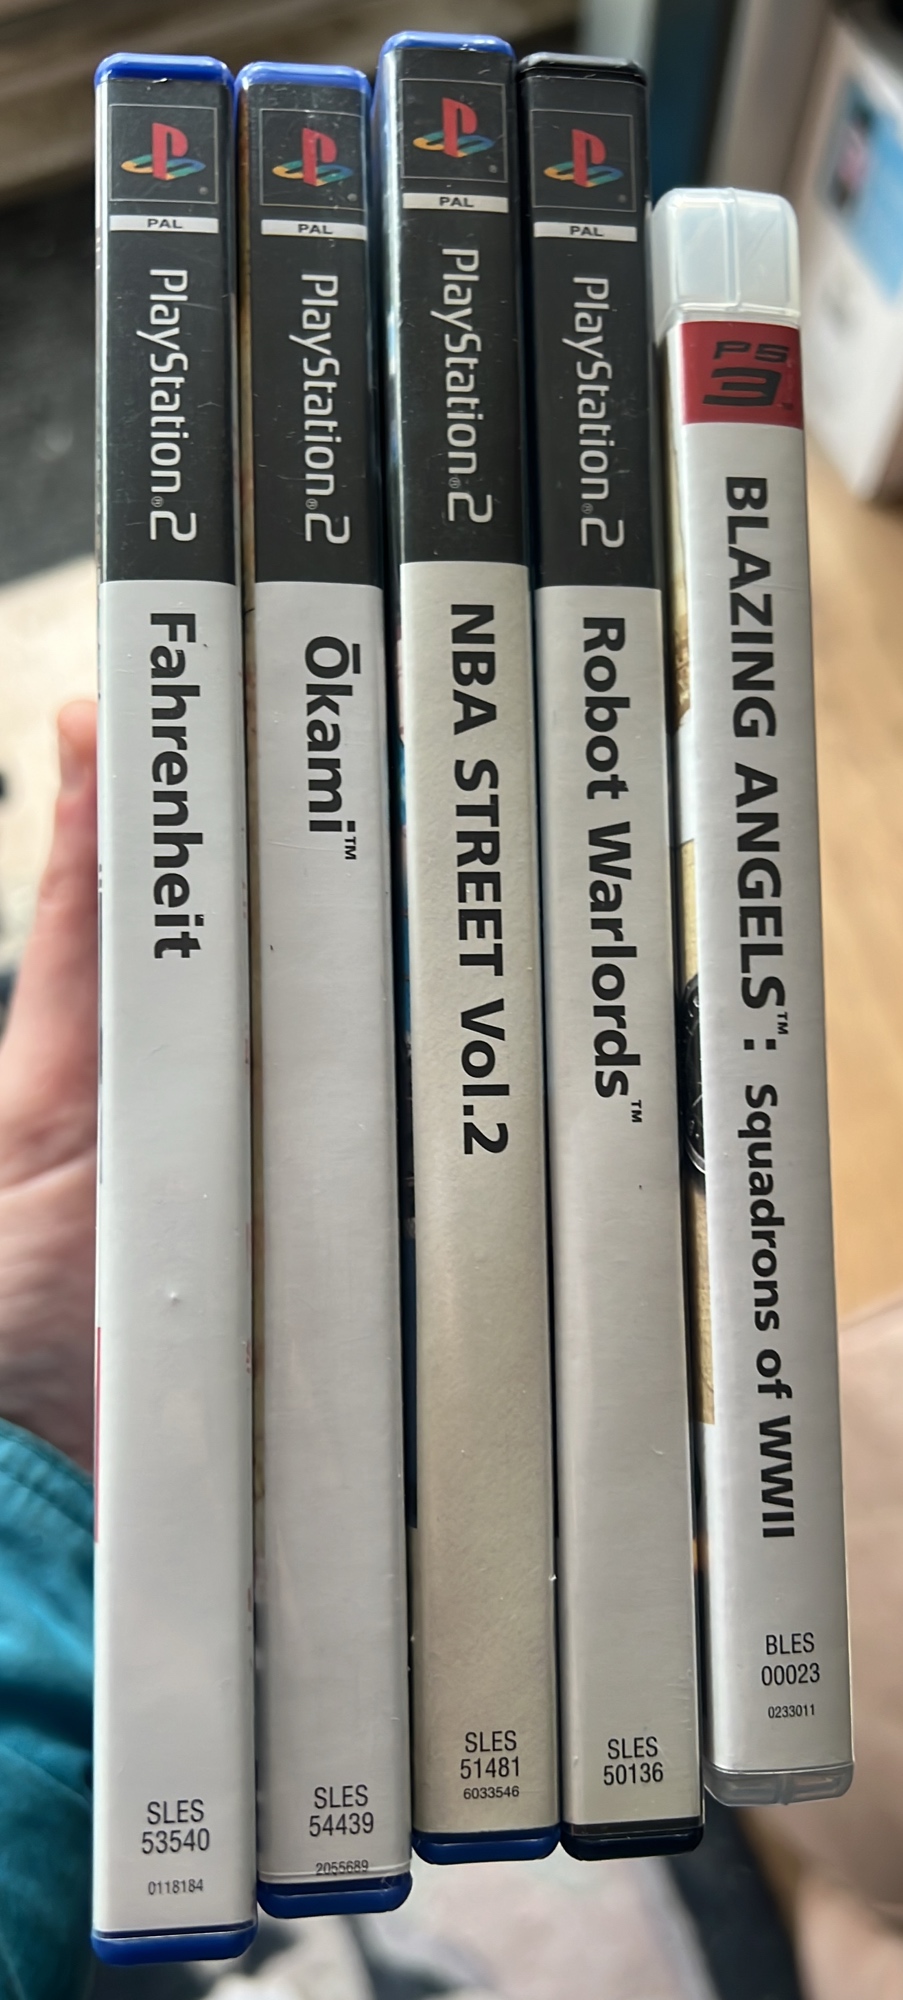 PAL
PlayStation®2
Fahrenheit
SLES
53540
0118184
PAL
PlayStation®2
Ōkami™
SLES
54439
2055689
PAL
PlayStation®2
NBA STREET Vol.2
SLES
51481
6033546
PAL
PlayStation®2
Robot Warlords™
SLES
50136
PS3™
BLAZING ANGELS™: Squadrons of WWII
BLES
00023
0233011